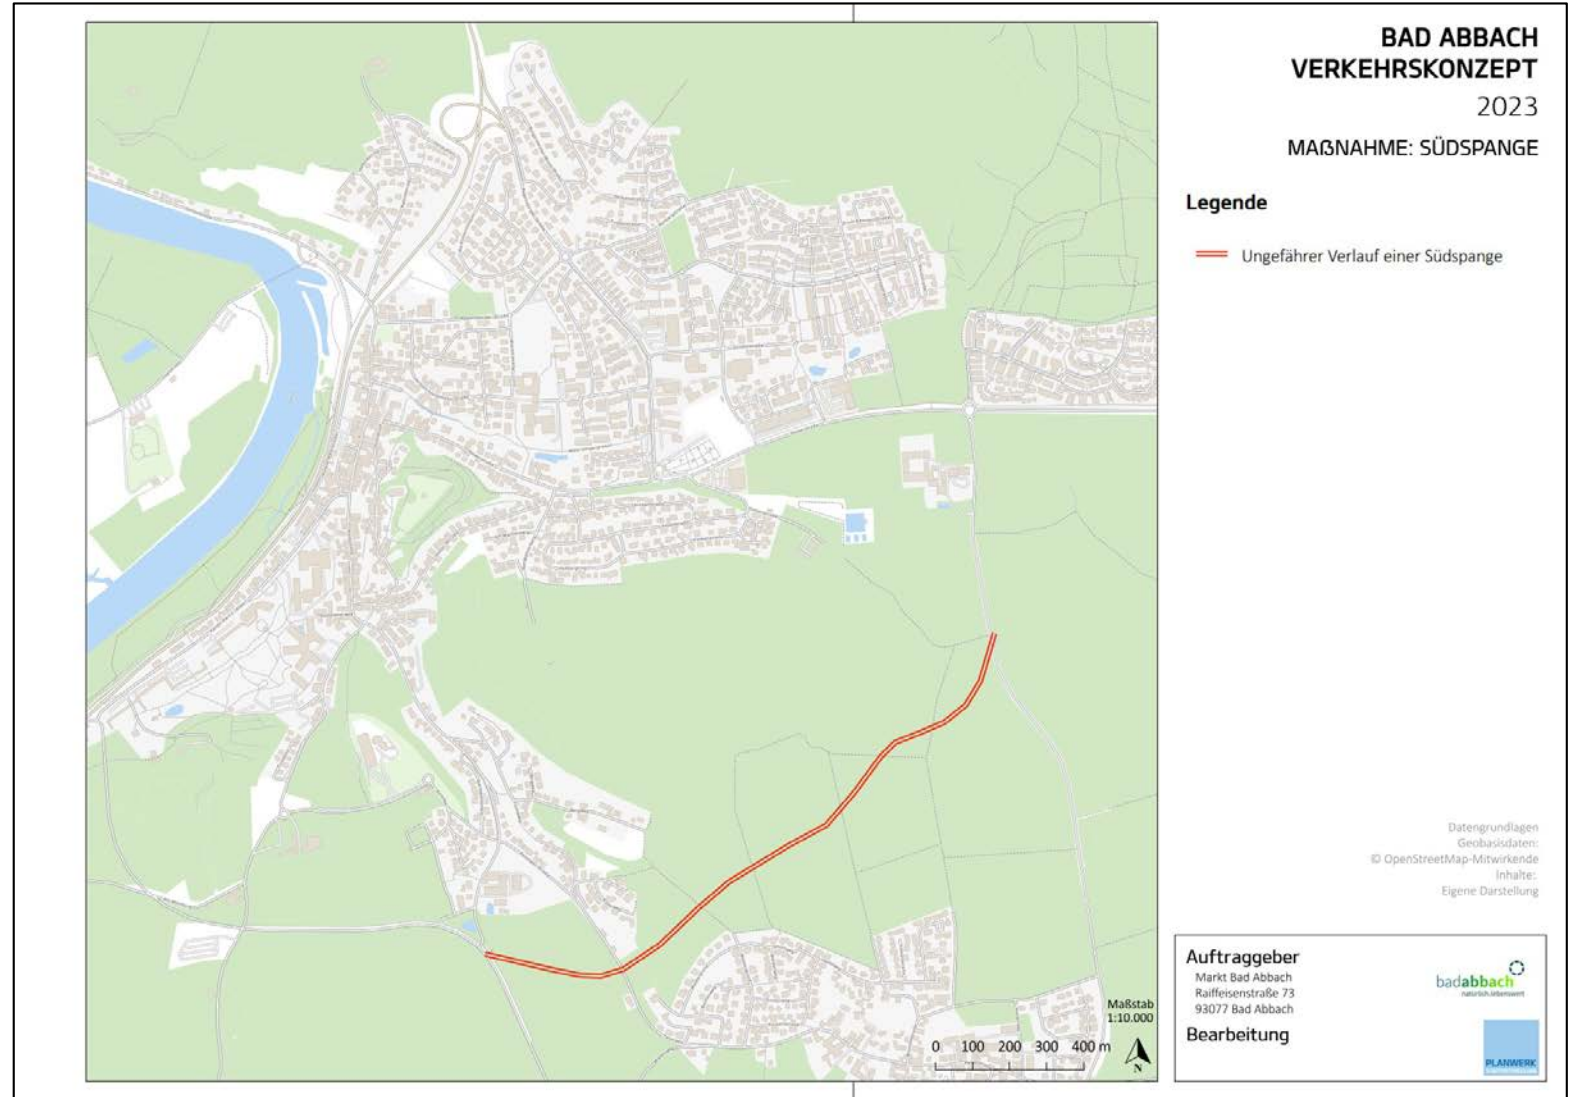 BAD ABBACH
VERKEHRSKONZEPT
2023
MAßNAHME: SÜDSPANGE
Legende
Ungefährer Verlauf einer Südspange
Datengrundlagen
Geobasisdaten:
© OpenStreetMap-Mitwirkende
Inhalte:
Eigene Darstellung
Maßstab
1:10.000
0 100 200 300 400 m
N
Auftraggeber
Markt Bad Abbach
Raiffeisenstraße 73
93077 Bad Abbach
badabbach
natürlich.lebenswert
Bearbeitung
PLANWERK